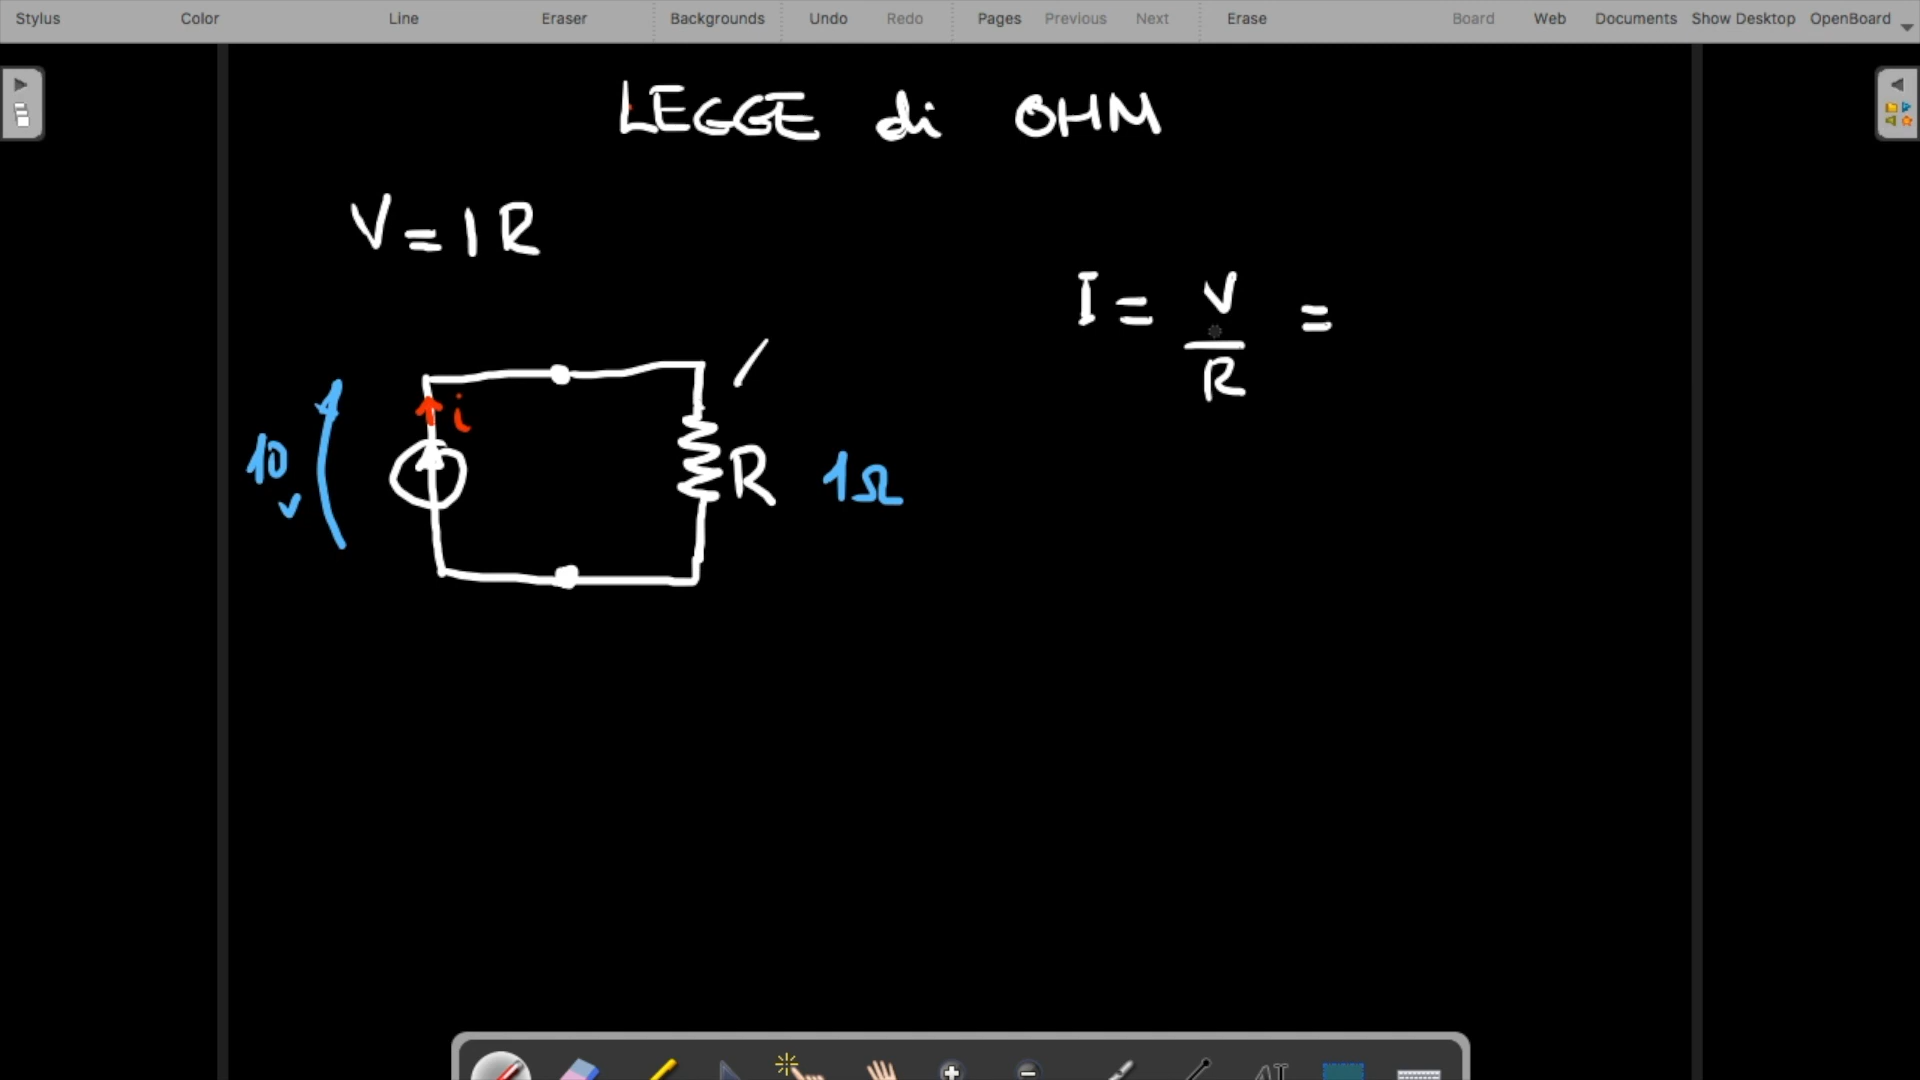 Stylus Color Line Eraser Backgrounds Undo Redo Pages Previous Next Erase Board Web Documents Show Desktop OpenBoard
LEGGE di OHM
V = I R
I = V / R =
i
10 V
R 1Ω